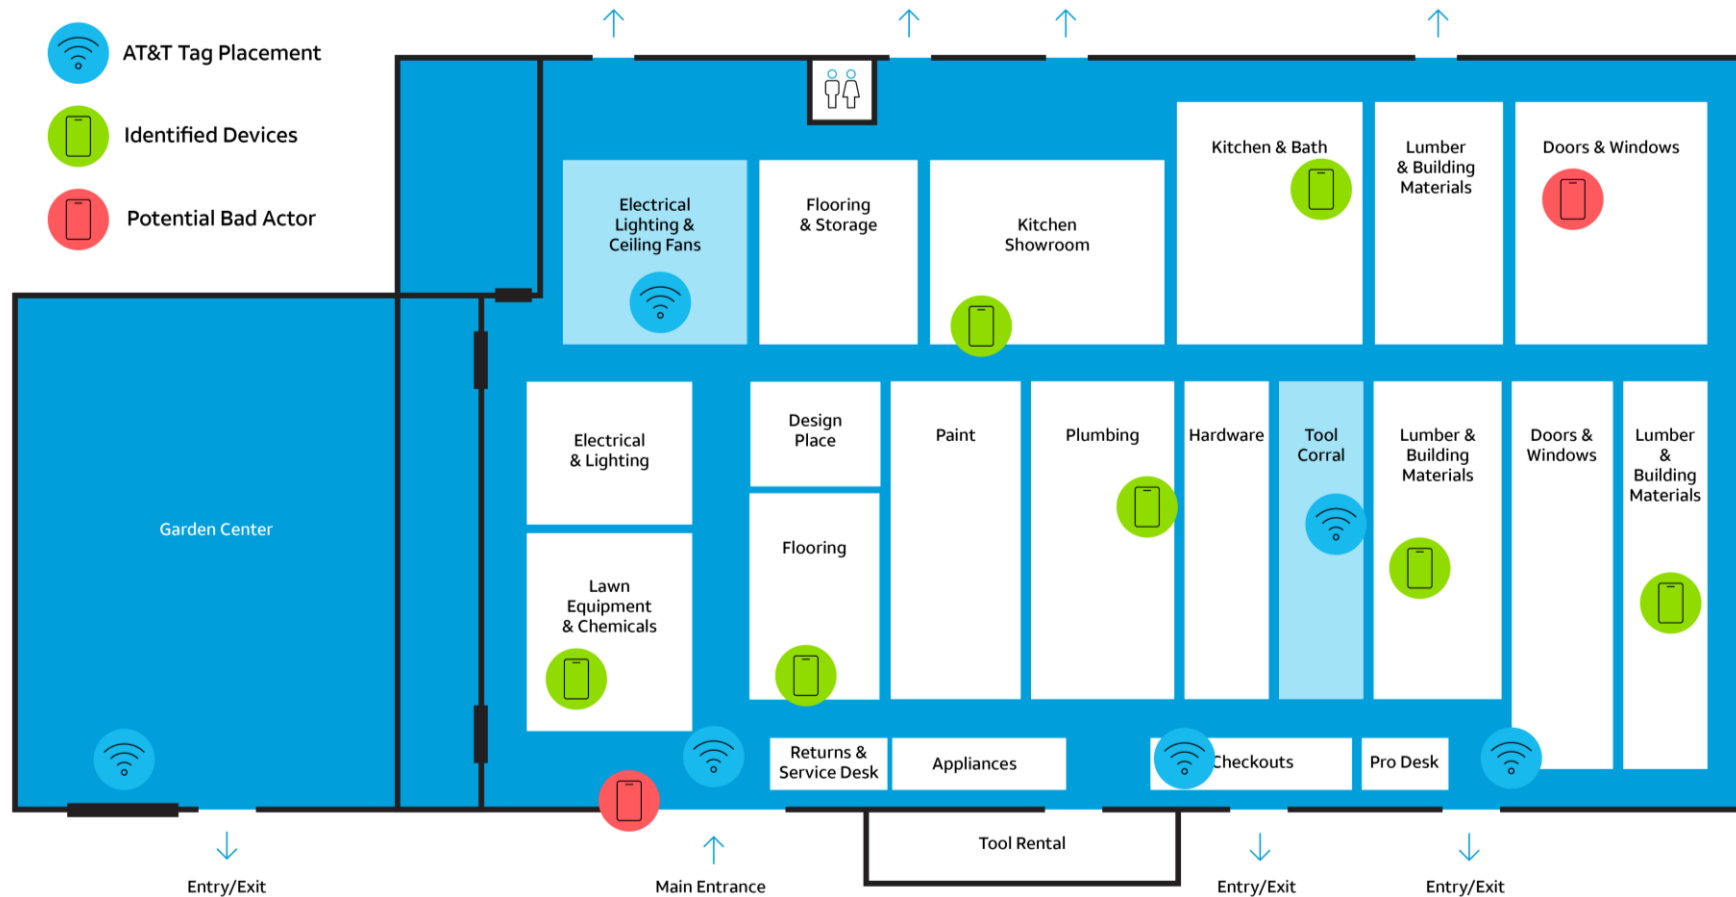 AT&T Tag Placement
Identified Devices
Potential Bad Actor
Electrical
Lighting &
Ceiling Fans
Flooring
& Storage
Kitchen
Showroom
Kitchen & Bath
Lumber
& Building
Materials
Doors & Windows
Electrical
& Lighting
Design
Place
Paint
Plumbing
Hardware
Tool
Corral
Lumber &
Building
Materials
Doors &
Windows
Lumber
&
Building
Materials
Garden Center
Flooring
Lawn
Equipment
& Chemicals
Returns &
Service Desk
Appliances
Checkouts
Pro Desk
Tool Rental
Entry/Exit
Main Entrance
Entry/Exit
Entry/Exit